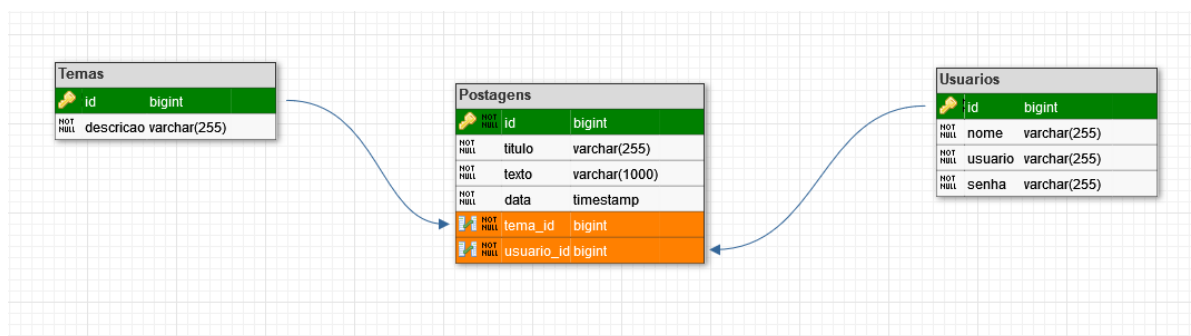 Temas
id bigint
NOT NULL descricao varchar(255)
Postagens
NOT NULL id bigint
NOT NULL titulo varchar(255)
NOT NULL texto varchar(1000)
NOT NULL data timestamp
NOT NULL tema_id bigint
NOT NULL usuario_id bigint
Usuarios
id bigint
NOT NULL nome varchar(255)
NOT NULL usuario varchar(255)
NOT NULL senha varchar(255)